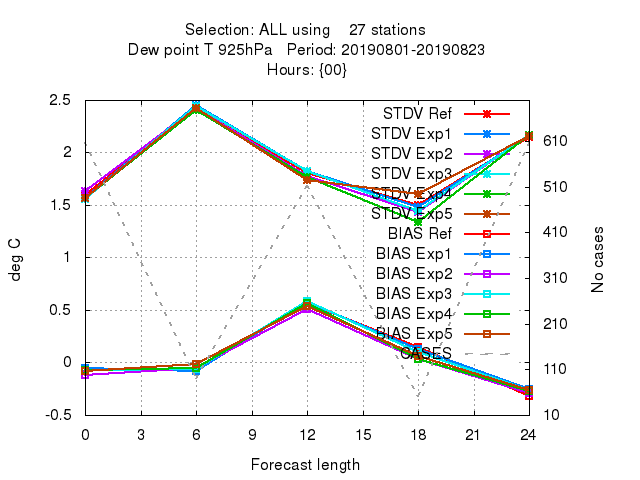 Selection: ALL using 27 stations
Dew point T 925hPa Period: 20190801-20190823
Hours: {00}
2.5
2
1.5
1
0.5
0
-0.5
deg C
STDV Ref
STDV Exp1
STDV Exp2
STDV Exp3
STDV Exp4
STDV Exp5
BIAS Ref
BIAS Exp1
BIAS Exp2
BIAS Exp3
BIAS Exp4
BIAS Exp5
CASES
610
510
410
310
210
110
10
No cases
0 3 6 9 12 15 18 21 24
Forecast length